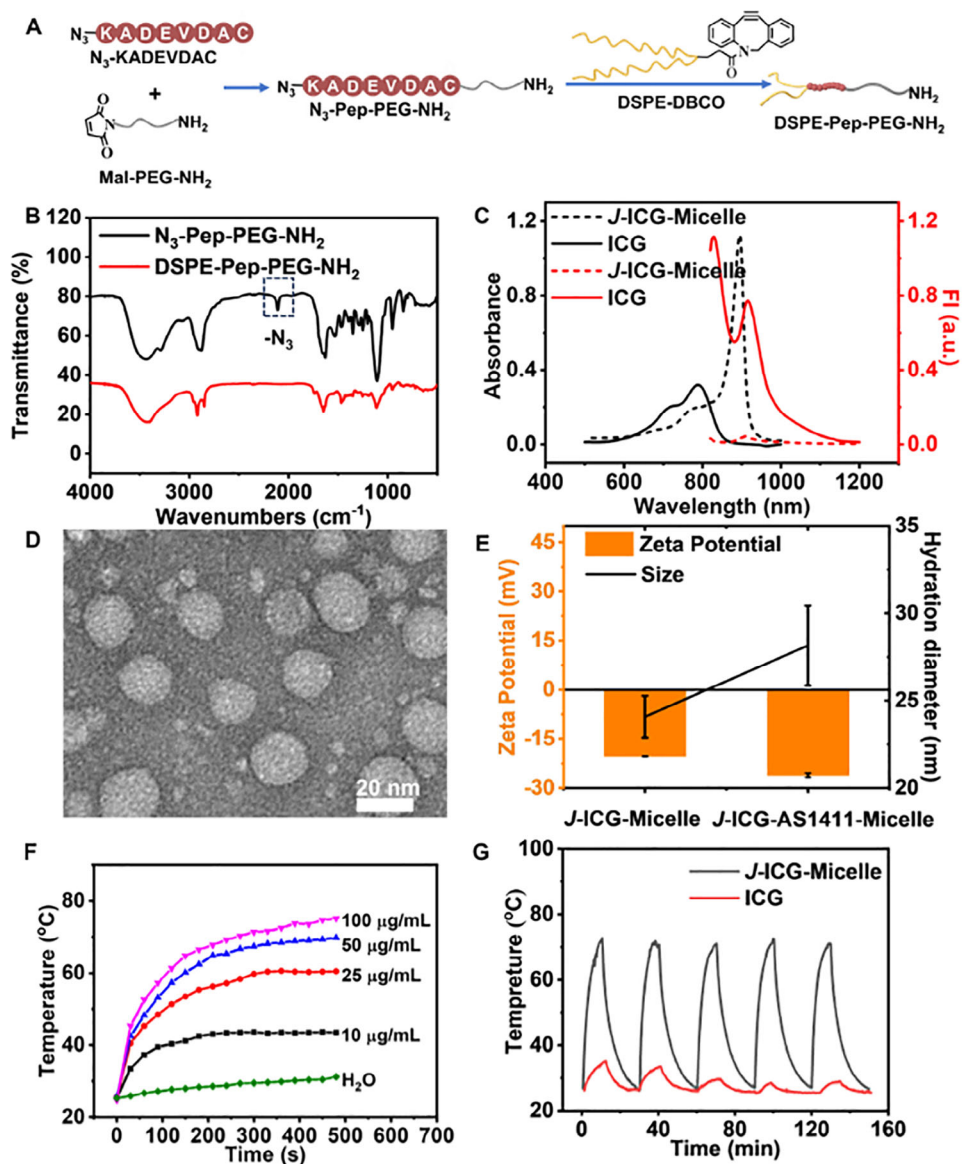 A
N₃-KADEVDAC
N₃-KADEVDAC
+
N
O
O
NH₂
Mal-PEG-NH₂
N₃-KADEVDAC NH₂
N₃-Pep-PEG-NH₂
N
O
DSPE-DBCO
NH₂
DSPE-Pep-PEG-NH₂
B
120
100
80
60
40
20
0
Transmittance (%)
N₃-Pep-PEG-NH₂
DSPE-Pep-PEG-NH₂
-N₃
4000 3000 2000 1000
Wavenumbers (cm⁻¹)
C
1.2
0.8
0.4
0.0
Absorbance
J-ICG-Micelle
ICG
J-ICG-Micelle
ICG
1.2
0.8
0.4
0.0
FI (a.u.)
400 600 800 1000 1200
Wavelength (nm)
D
20 nm
E
45
30
15
0
-15
-30
Zeta Potential (mV)
Zeta Potential
Size
35
30
25
20
Hydration diameter (nm)
J-ICG-Micelle J-ICG-AS1411-Micelle
F
80
60
40
20
Temperature (°C)
100 μg/mL
50 μg/mL
25 μg/mL
10 μg/mL
H₂O
0 100 200 300 400 500 600 700
Time (s)
G
100
80
60
40
20
Tempreture (°C)
J-ICG-Micelle
ICG
0 40 80 120 160
Time (min)